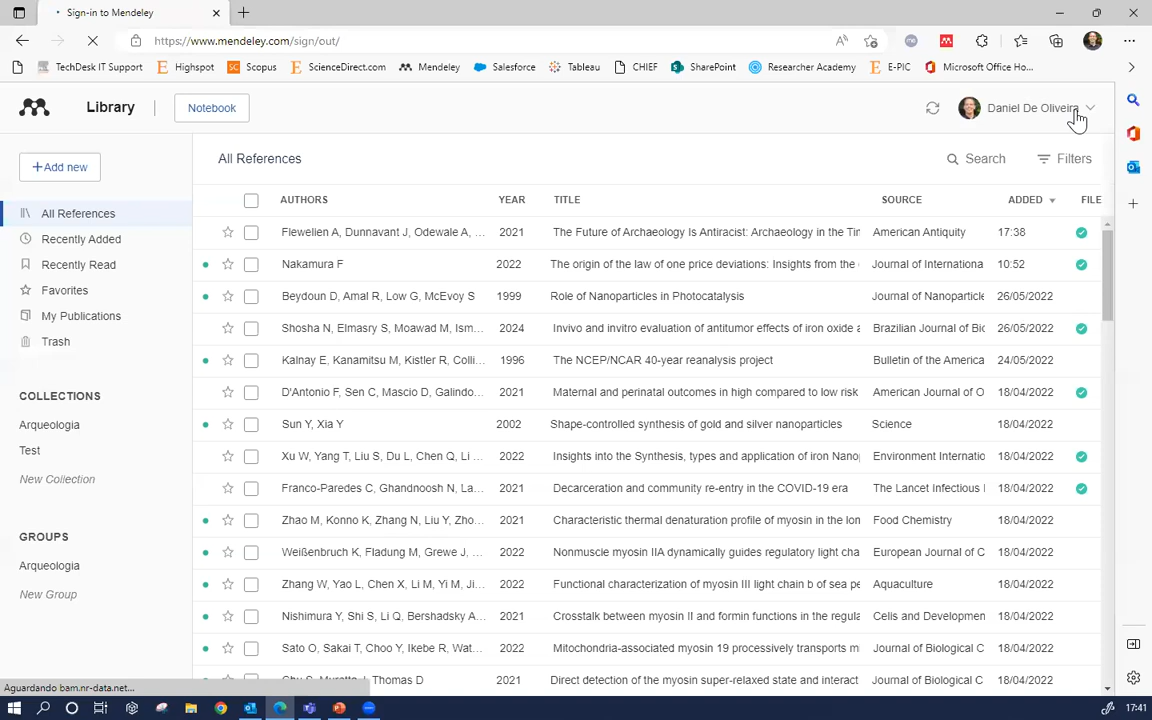 Sign-in to Mendeley
https://www.mendeley.com/sign/out/
TechDesk IT Support
Highspot
Scopus
ScienceDirect.com
Mendeley
Salesforce
Tableau
CHIEF
SharePoint
Researcher Academy
E-PIC
Microsoft Office Ho...
Library
Notebook
Daniel De Oliveira
+Add new
All References
Search
Filters
All References
Recently Added
Recently Read
Favorites
My Publications
Trash
COLLECTIONS
Arqueologia
Test
New Collection
GROUPS
Arqueologia
New Group
AUTHORS YEAR TITLE SOURCE ADDED FILE
Flewelien A, Dunnavant J, Odewale A, ... 2021 The Future of Archaeology Is Antiracist: Archaeology in the Tin American Antiquity 17:38
Nakamura F 2022 The origin of the law of one price deviations: Insights from the Journal of Internationa 10:52
Beydoun D, Amal R, Low G, McEvoy S 1999 Role of Nanoparticles in Photocatalysis Journal of Nanoparticle 26/05/2022
Shosha N, Elmasry S, Moawad M, Ism... 2024 Invivo and invitro evaluation of antitumor effects of iron oxide a Brazilian Journal of Bio 26/05/2022
Kalnay E, Kanamitsu M, Kistler R, Colli... 1996 The NCEP/NCAR 40-year reanalysis project Bulletin of the America 24/05/2022
D'Antonio F, Sen C, Mascio D, Galindo... 2021 Maternal and perinatal outcomes in high compared to low risk American Journal of O 18/04/2022
Sun Y, Xia Y 2002 Shape-controlled synthesis of gold and silver nanoparticles Science 18/04/2022
Xu W, Yang T, Liu S, Du L, Chen Q, Li ... 2022 Insights into the Synthesis, types and application of iron Nano Environment Internatio 18/04/2022
Franco-Paredes C, Ghandnoosh N, La... 2021 Decarceration and community re-entry in the COVID-19 era The Lancet Infectious 18/04/2022
Zhao M, Konno K, Zhang N, Liu Y, Zho... 2021 Characteristic thermal denaturation profile of myosin in the lon Food Chemistry 18/04/2022
Weißenbruch K, Fladung M, Grewe J, ... 2022 Nonmuscle myosin IIA dynamically guides regulatory light cha European Journal of C 18/04/2022
Zhang W, Yao L, Chen X, Li M, Yi M, Ji... 2022 Functional characterization of myosin III light chain b of sea pe Aquaculture 18/04/2022
Nishimura Y, Shi S, Li Q, Bershadsky A... 2021 Crosstalk between myosin II and formin functions in the regula Cells and Developmen 18/04/2022
Sato O, Sakai T, Choo Y, Ikebe R, Wat... 2022 Mitochondria-associated myosin 19 processively transports m Journal of Biological C 18/04/2022
Thomas D 2021 Direct detection of the myosin super-relaxed state and interact Journal of Biological C 18/04/2022
Aguardando bam.nr-data.net...
17:41